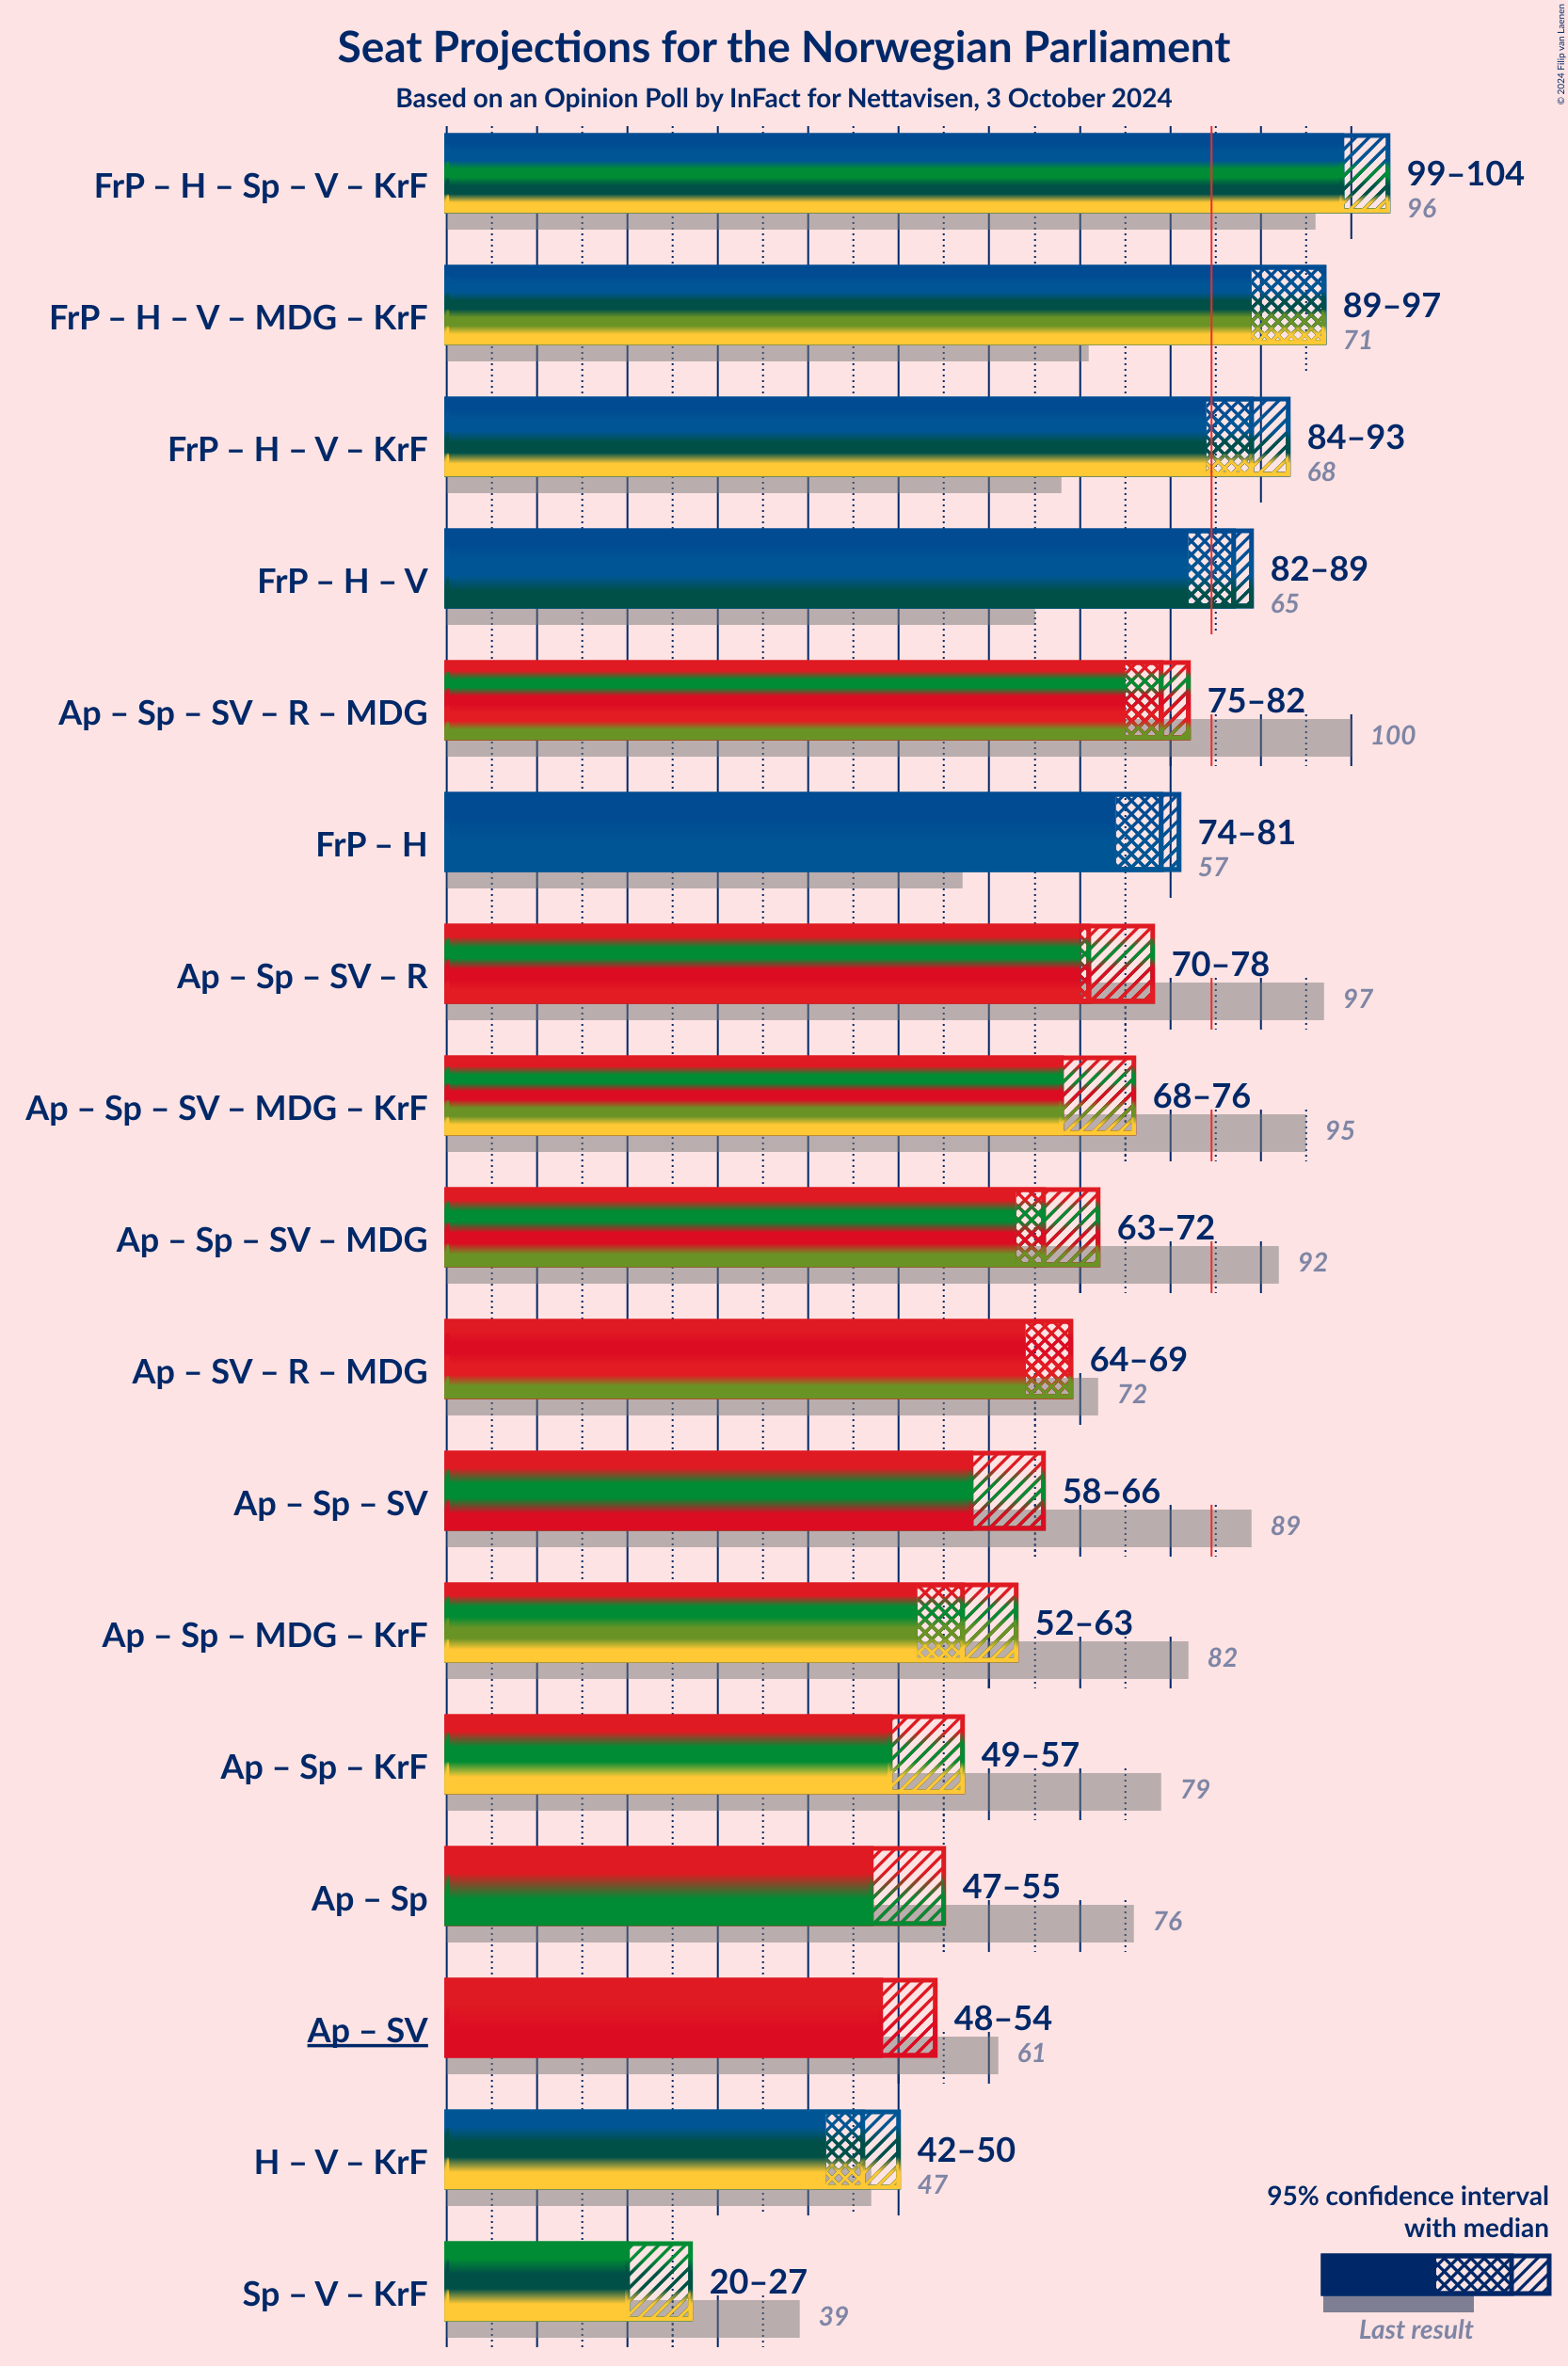 Seat Projections for the Norwegian Parliament
Based on an Opinion Poll by InFact for Nettavisen, 3 October 2024
© 2024 Filip van Laenen
FrP – H – Sp – V – KrF
99–104
96
FrP – H – V – MDG – KrF
89–97
71
FrP – H – V – KrF
84–93
68
FrP – H – V
82–89
65
Ap – Sp – SV – R – MDG
75–82
100
FrP – H
74–81
57
Ap – Sp – SV – R
70–78
97
Ap – Sp – SV – MDG – KrF
68–76
95
Ap – Sp – SV – MDG
63–72
92
Ap – SV – R – MDG
64–69
72
Ap – Sp – SV
58–66
89
Ap – Sp – MDG – KrF
52–63
82
Ap – Sp – KrF
49–57
79
Ap – Sp
47–55
76
Ap – SV
48–54
61
H – V – KrF
42–50
47
Sp – V – KrF
20–27
39
95% confidence interval
with median
Last result